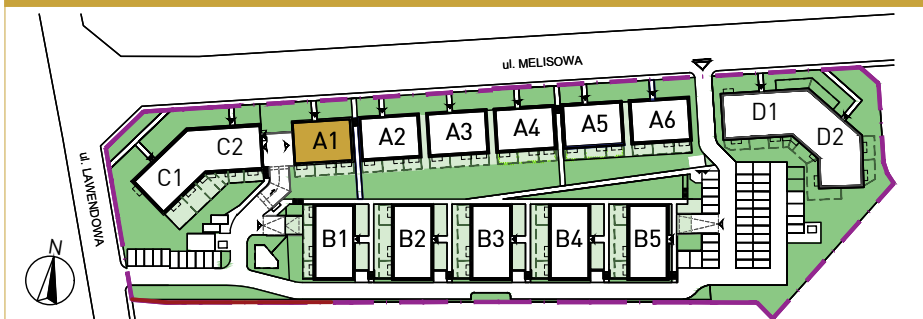 ul. MELISOWA
D1
A1
A2
A3
A4
A5
A6
C2
D2
C1
ul. LAWENDOWA
B1
B2
B3
B4
B5
N